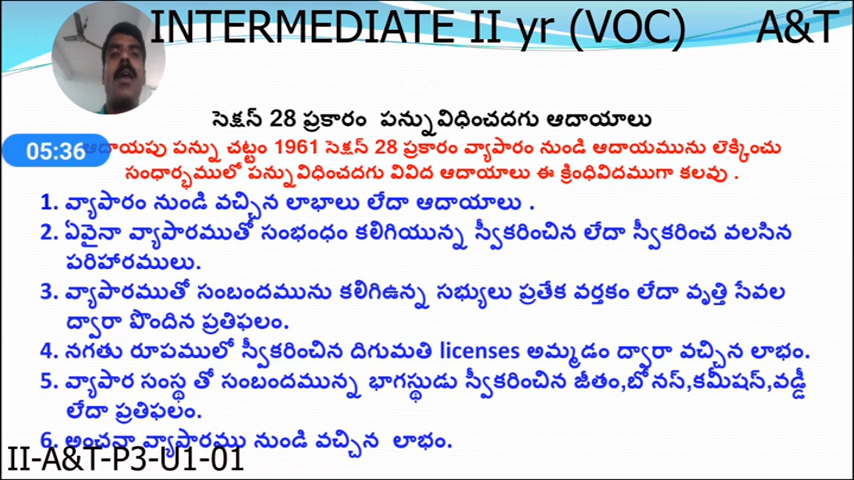 INTERMEDIATE II yr (VOC) A&T
సెక్షన్ 28 ప్రకారం పన్నువిధించదగు ఆదాయాలు
05:36
ఆదాయపు పన్ను చట్టం 1961 సెక్షన్ 28 ప్రకారం వ్యాపారం నుండి ఆదాయమును లెక్కించు
సంధార్భములో పన్నువిధించదగు వివిద ఆదాయాలు ఈ క్రింధివిదముగా కలవు .
1. వ్యాపారం నుండి వచ్చిన లాభాలు లేదా ఆదాయాలు .
2. ఏవైనా వ్యాపారముతో సంభంధం కలిగియున్న స్వీకరించిన లేదా స్వీకరించ వలసిన
పరిహారములు.
3. వ్యాపారముతో సంబందమును కలిగిఉన్న సభ్యులు ప్రతేక వర్తకం లేదా వృత్తి సేవల
ద్వారా పొందిన ప్రతిఫలం.
4. నగతు రూపములో స్వీకరించిన దిగుమతి licenses అమ్మడం ద్వారా వచ్చిన లాభం.
5. వ్యాపార సంస్థ తో సంబందమున్న భాగస్థుడు స్వీకరించిన జీతం,బోనస్,కమీషన్,వడ్డీ
లేదా ప్రతిఫలం.
6. అంచనా వ్యాపారము నుండి వచ్చిన లాభం.
II-A&T-P3-U1-01